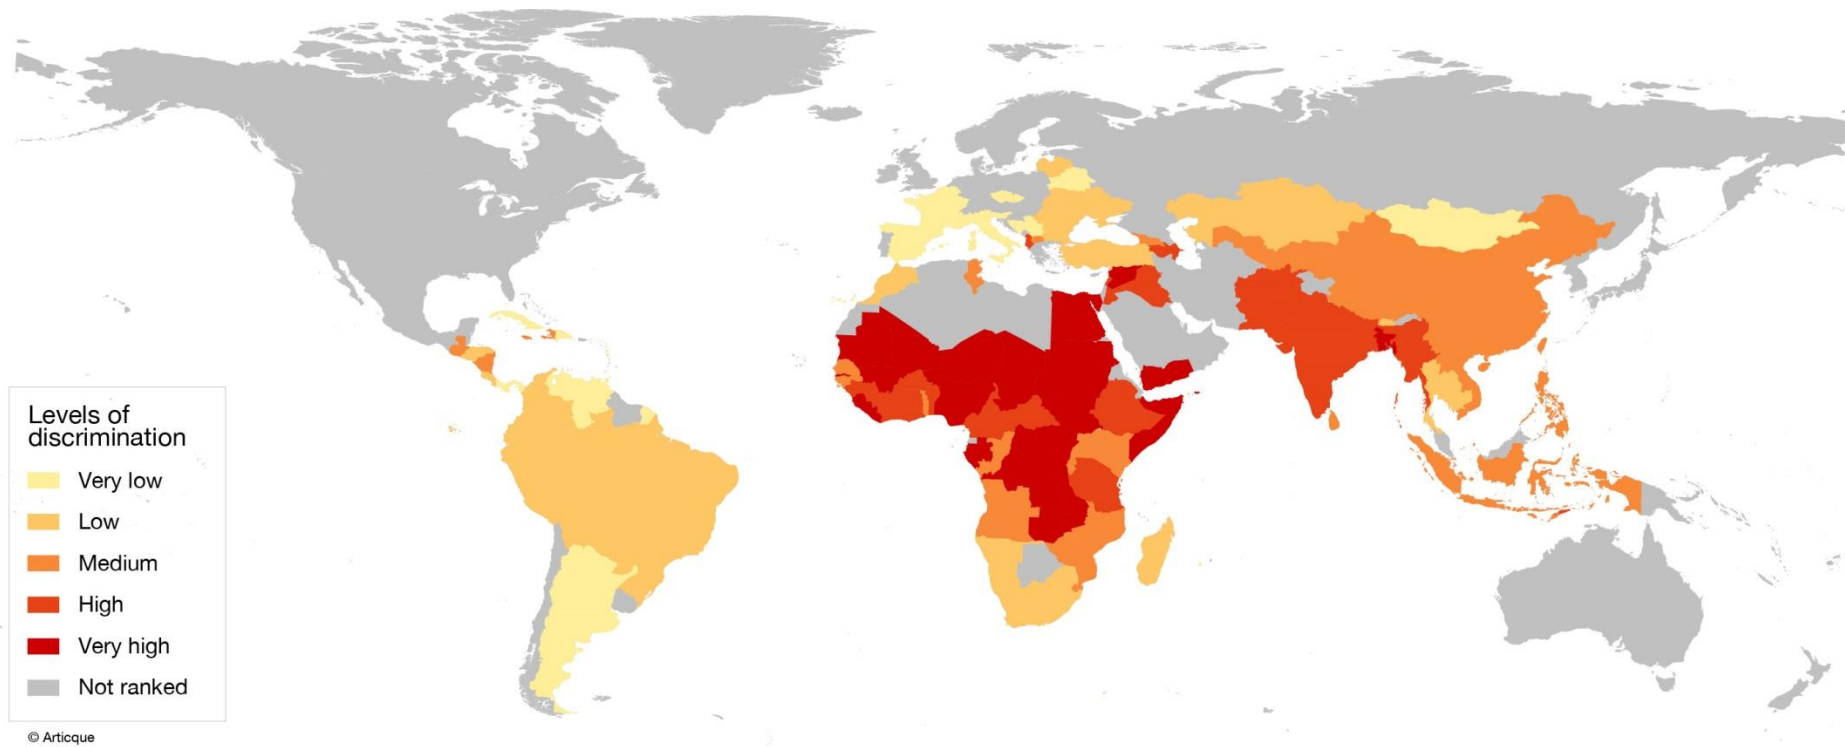 Levels of
discrimination
Very low
Low
Medium
High
Very high
Not ranked
© Articque